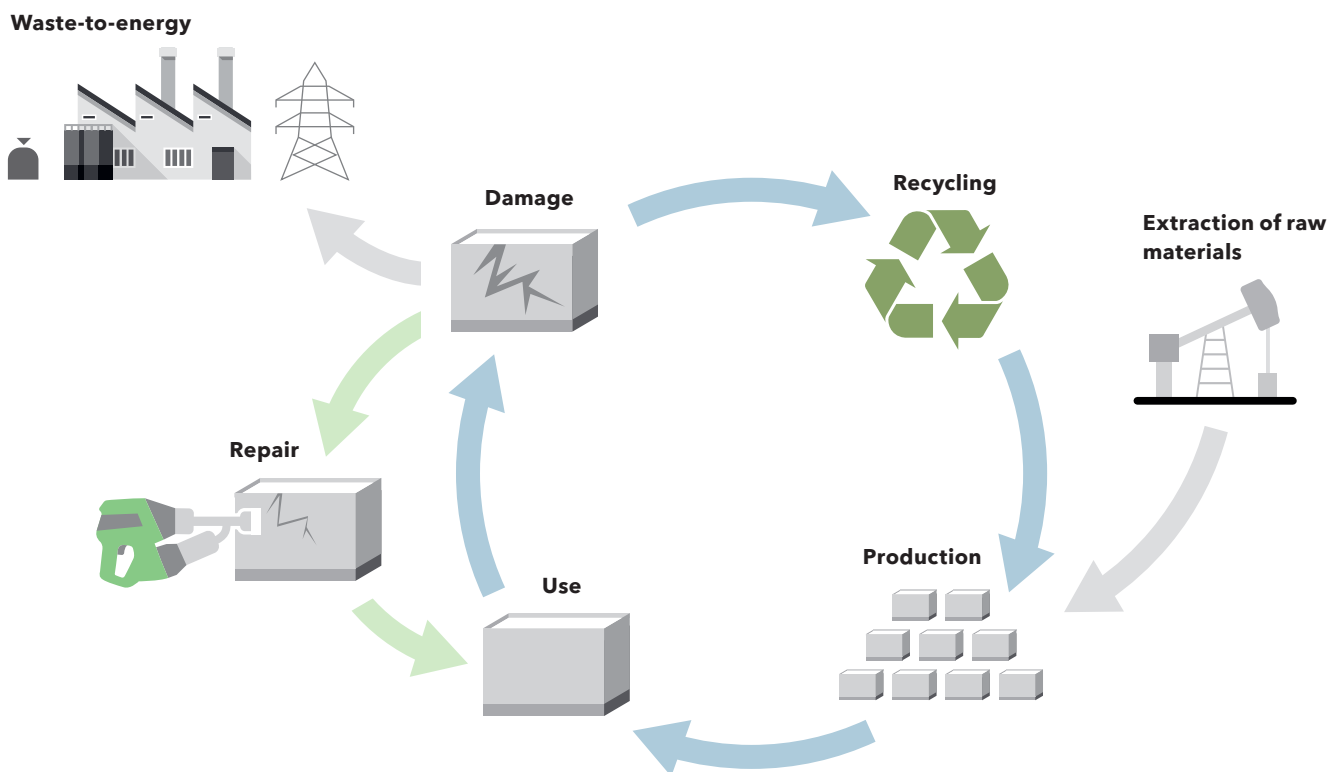 Waste-to-energy
Damage
Recycling
Extraction of raw
materials
Repair
Production
Use